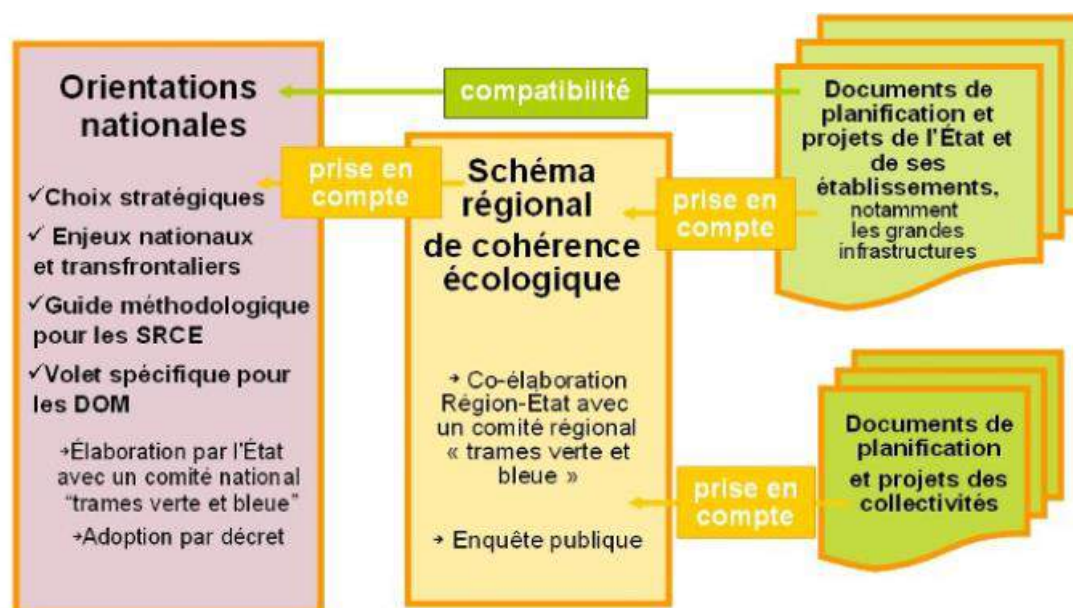 Orientations
nationales
✓Choix stratégiques
✓ Enjeux nationaux
et transfrontaliers
✓Guide méthodologique
pour les SRCE
✓Volet spécifique pour
les DOM
→Élaboration par l'État
avec un comité national
"trames verte et bleue"
→Adoption par décret
compatibilité
prise en
compte
Schéma
régional
de cohérence
écologique
→ Co-élaboration
Région-État avec
un comité régional
« trames verte et
bleue »
→ Enquête publique
prise en
compte
Documents de
planification et
projets de l'État et
de ses
établissements,
notamment
les grandes
infrastructures
prise en
compte
Documents de
planification
et projets des
collectivités